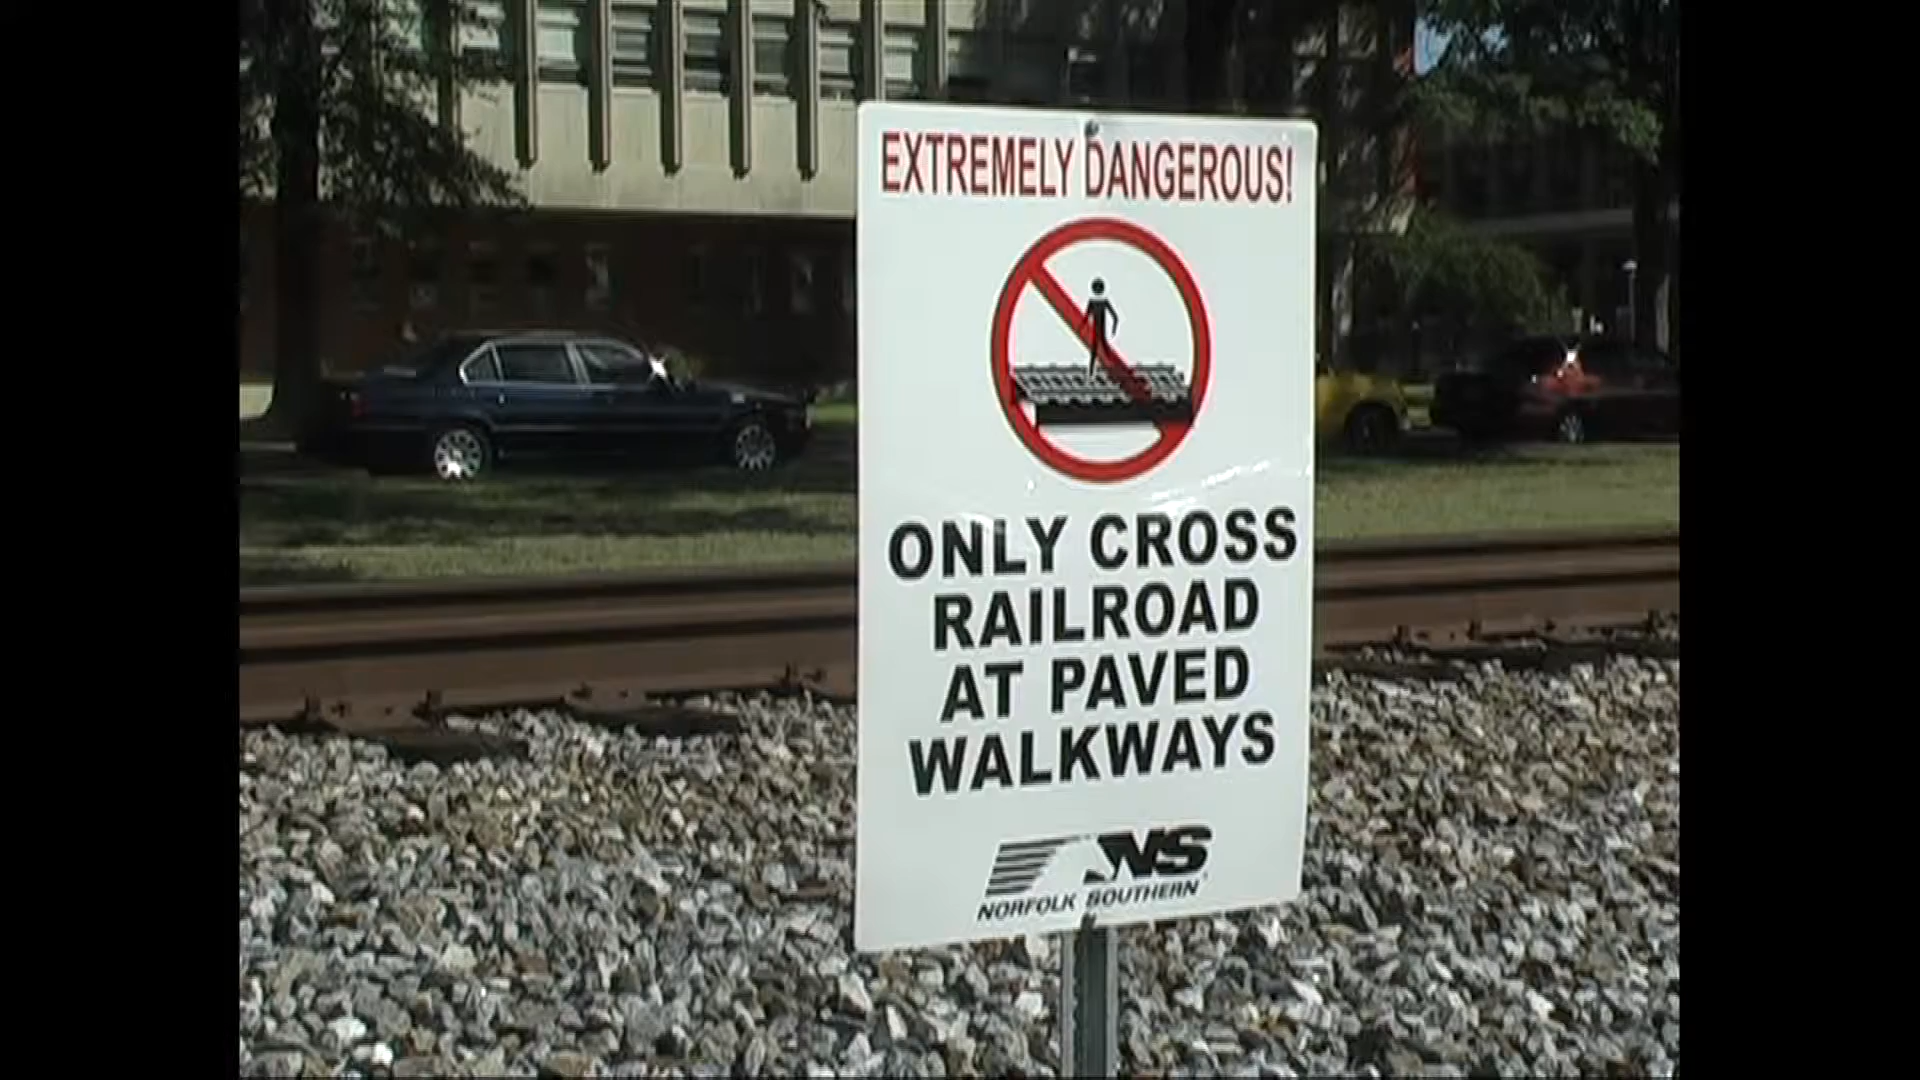 EXTREMELY DANGEROUS!
ONLY CROSS
RAILROAD
AT PAVED
WALKWAYS
NS
NORFOLK SOUTHERN